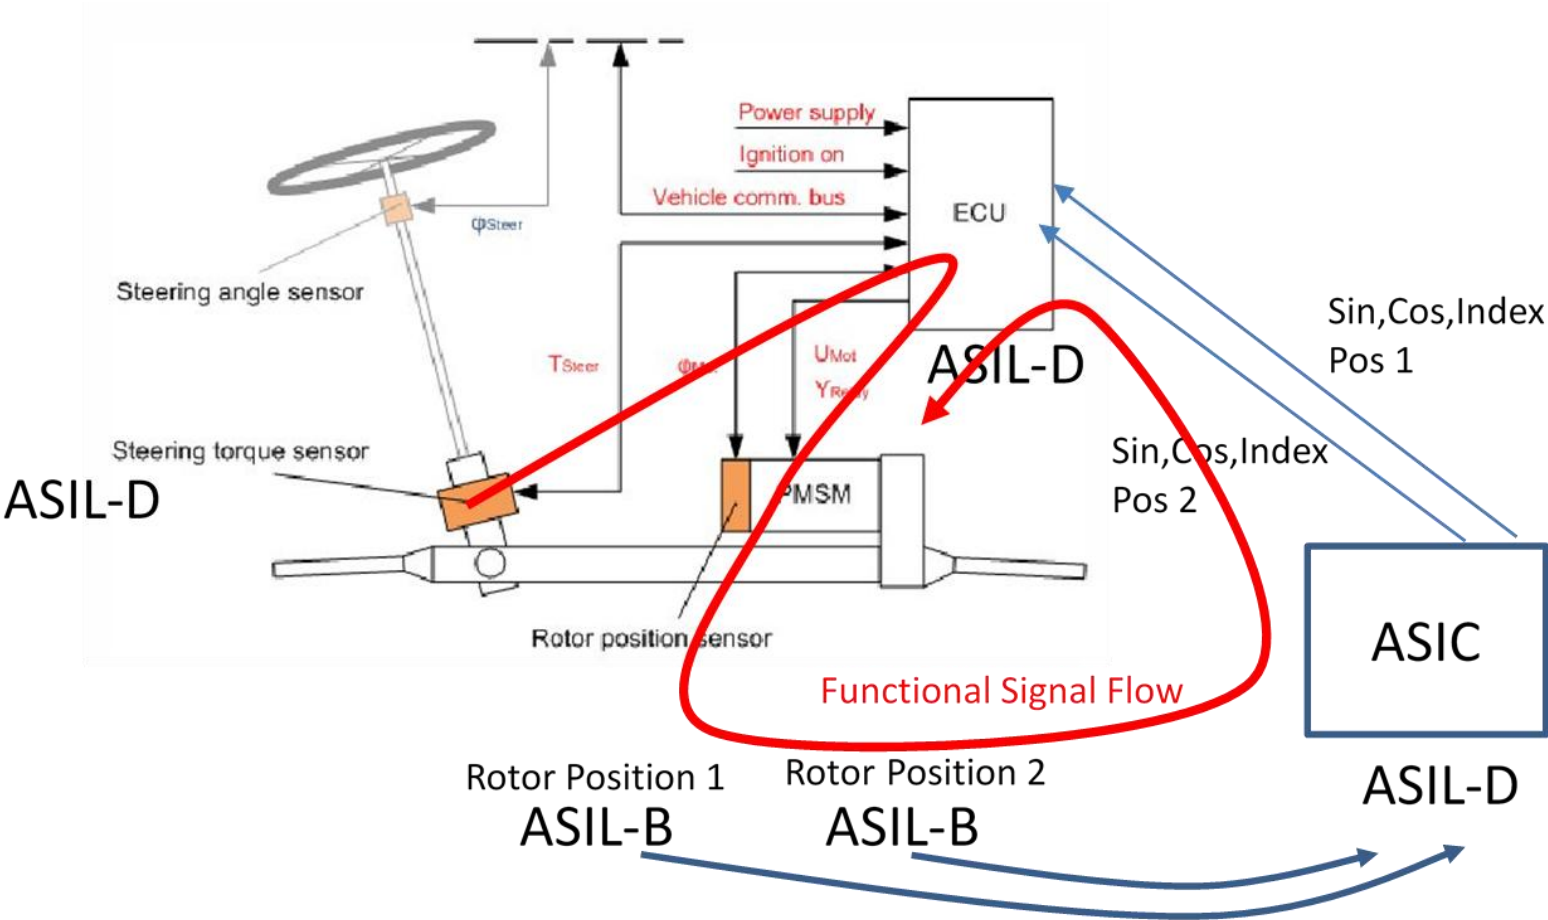 Power supply
Ignition on
Vehicle comm. bus
ECU
φSteer
Steering angle sensor
Sin,Cos,Index
Pos 1
TSteer
UMot
ASIL-D
Steering torque sensor
Sin,Cos,Index
Pos 2
ASIL-D
PMSM
Rotor position sensor
ASIC
Functional Signal Flow
Rotor Position 1
Rotor Position 2
ASIL-B
ASIL-B
ASIL-D